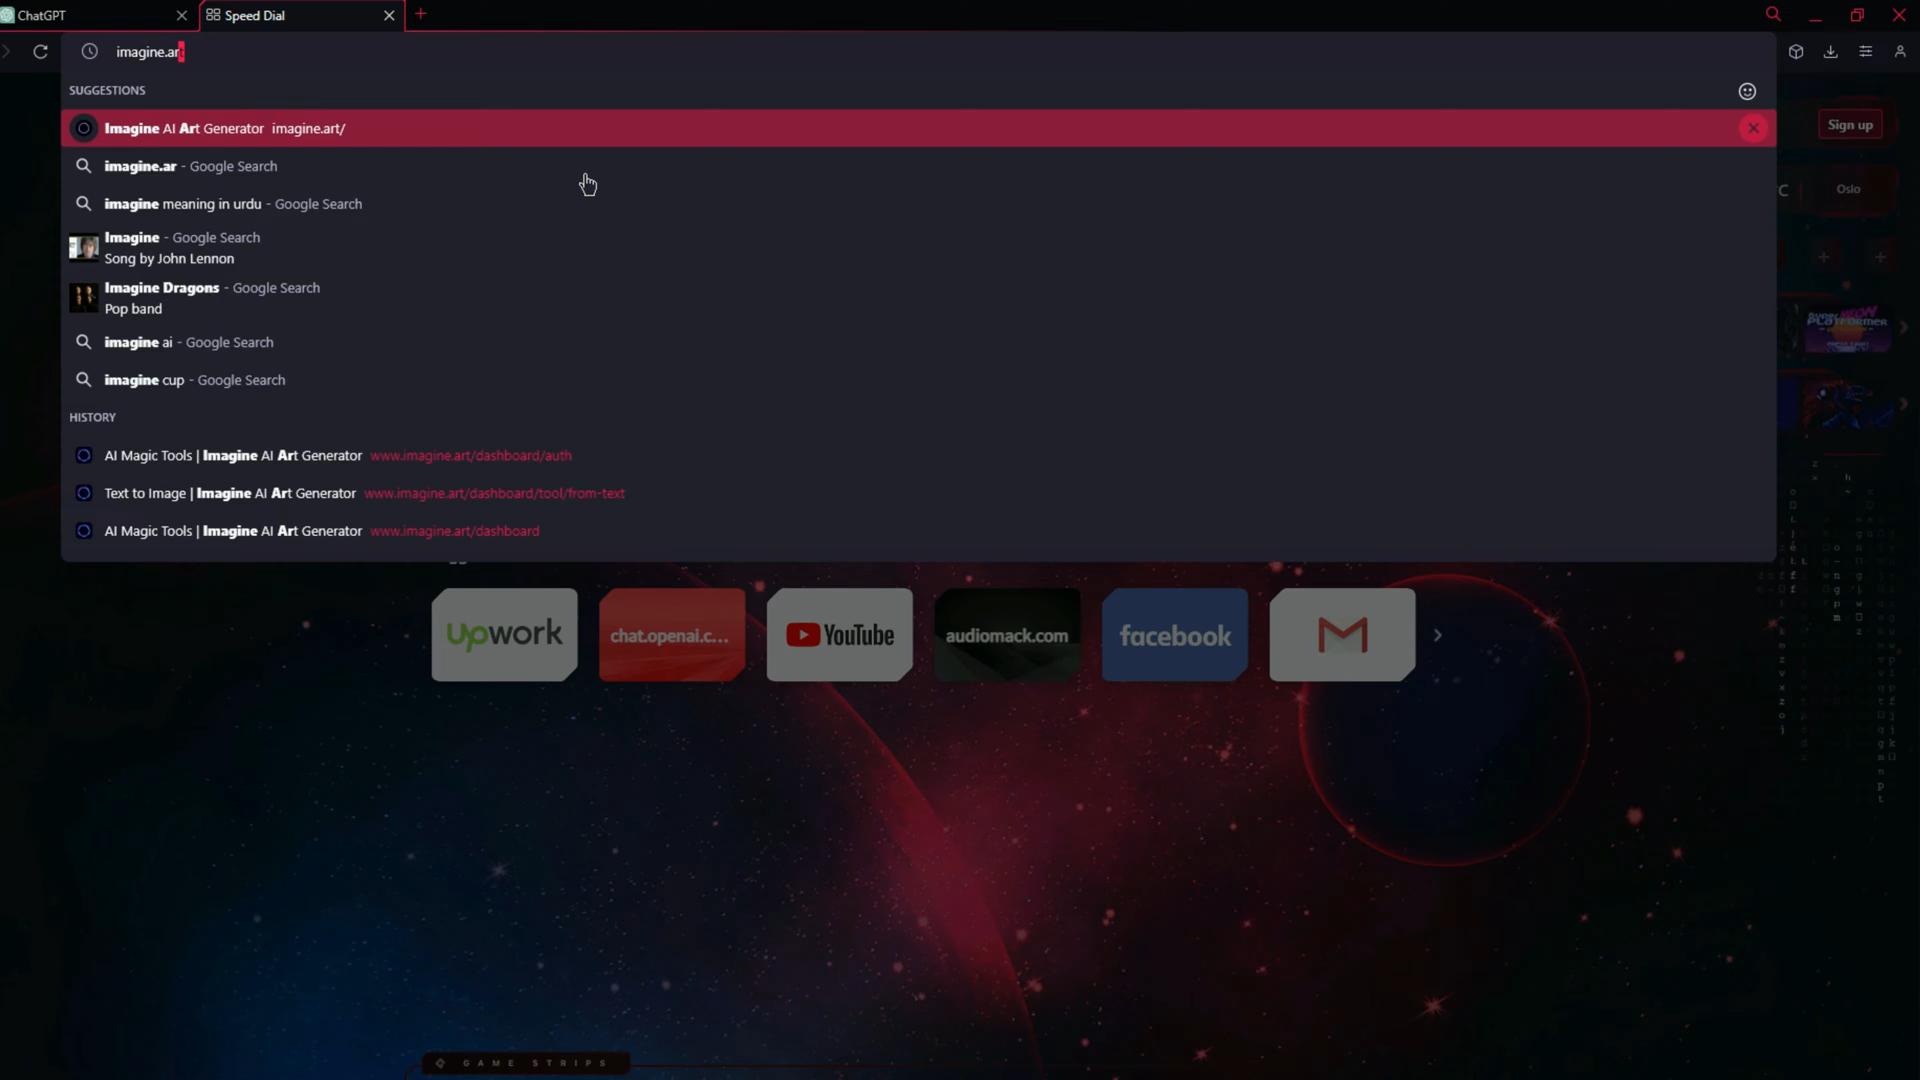 ChatGPT
Speed Dial
imagine.art
SUGGESTIONS
Imagine AI Art Generator imagine.art/
Sign up
imagine.ar - Google Search
imagine meaning in urdu - Google Search
Oslo
Imagine - Google Search
Song by John Lennon
Imagine Dragons - Google Search
Pop band
SUPER NEON
PLATFORMER
imagine ai - Google Search
imagine cup - Google Search
HISTORY
AI Magic Tools | Imagine AI Art Generator www.imagine.art/dashboard/auth
Text to Image | Imagine AI Art Generator www.imagine.art/dashboard/tool/from-text
AI Magic Tools | Imagine AI Art Generator www.imagine.art/dashboard
upwork
chat.openai.c...
YouTube
audiomack.com
facebook
GAME STRIPS